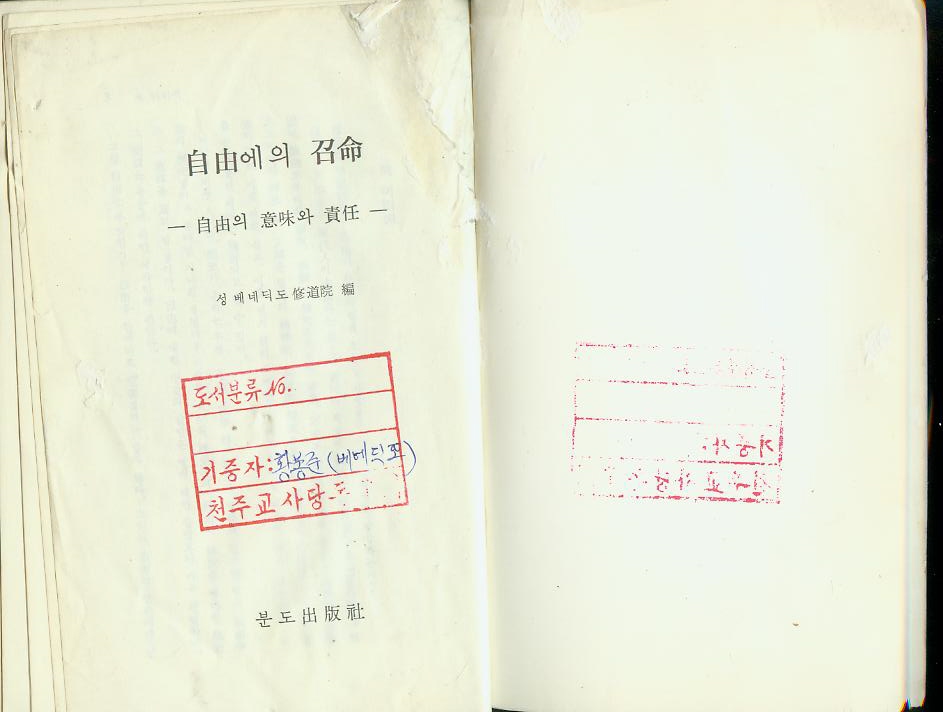 自由에의 召命
— 自由의 意味와 責任 —
성 베네딕도 修道院 編
도서분류 No.
기증자: 황봉준 (베네딕또)
천주교 사당
분도出版社